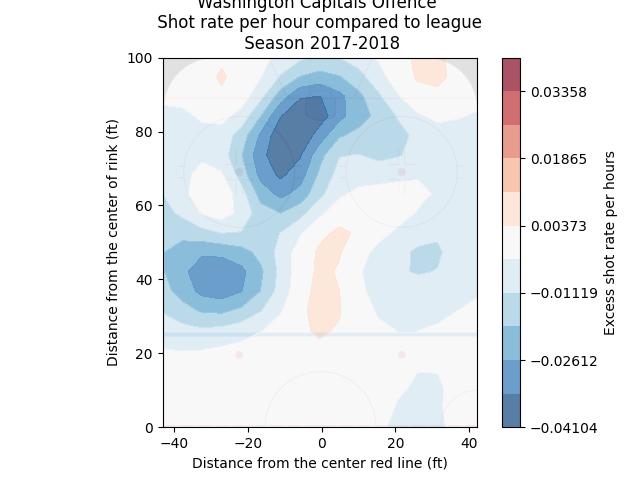 Washington Capitals Offence
Shot rate per hour compared to league
Season 2017-2018
100
80
60
40
20
0
Distance from the center of rink (ft)
−40
−20
0
20
40
Distance from the center red line (ft)
0.03358
0.01865
0.00373
−0.01119
−0.02612
−0.04104
Excess shot rate per hours